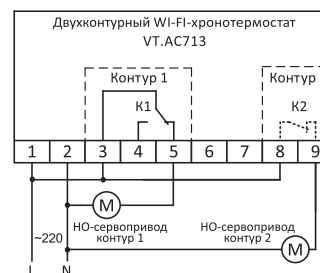 Двухконтурный WI-FI-хронотермостат
VT.AC713
Контур 1
Контур
К1
К2
1 2 3 4 5 6 7 8 9
М
НО-сервопривод
контур 1
НО-сервопривод
контур 2
М
~220
L N